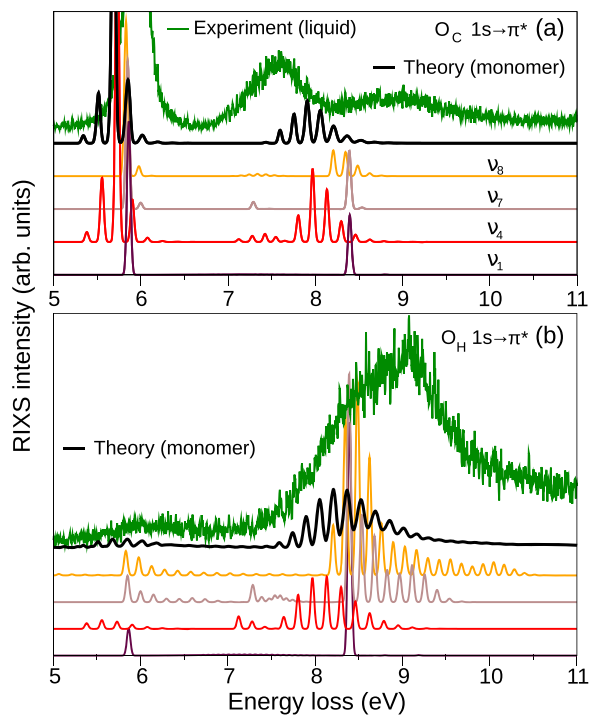 Experiment (liquid)
O_C 1s→π* (a)
Theory (monomer)
ν_8
ν_7
ν_4
ν_1
5 6 7 8 9 10 11
RIXS intensity (arb. units)
O_H 1s→π* (b)
Theory (monomer)
5 6 7 8 9 10 11
Energy loss (eV)